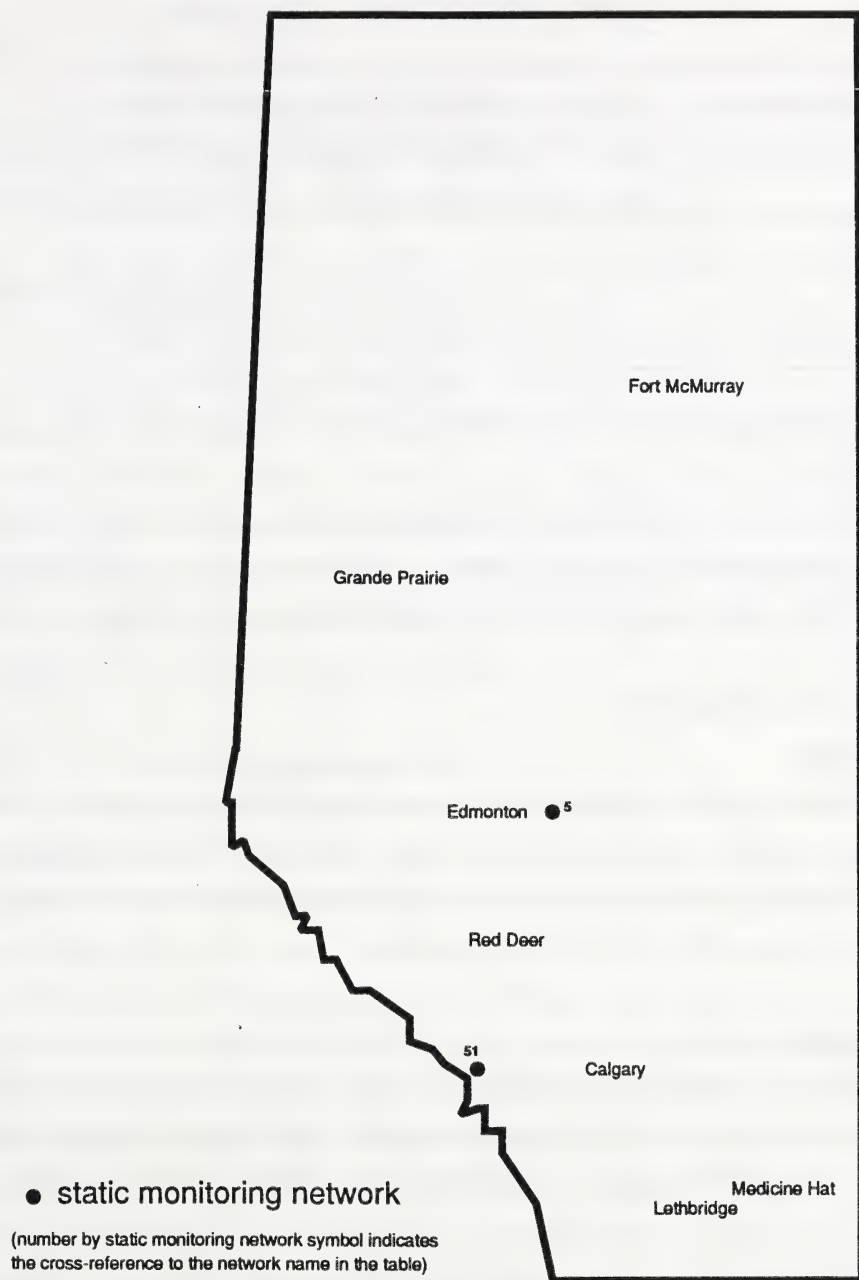 Fort McMurray
Grande Prairie
Edmonton 5
Red Deer
51
Calgary
Medicine Hat
Lethbridge
static monitoring network
(number by static monitoring network symbol indicates
the cross-reference to the network name in the table)